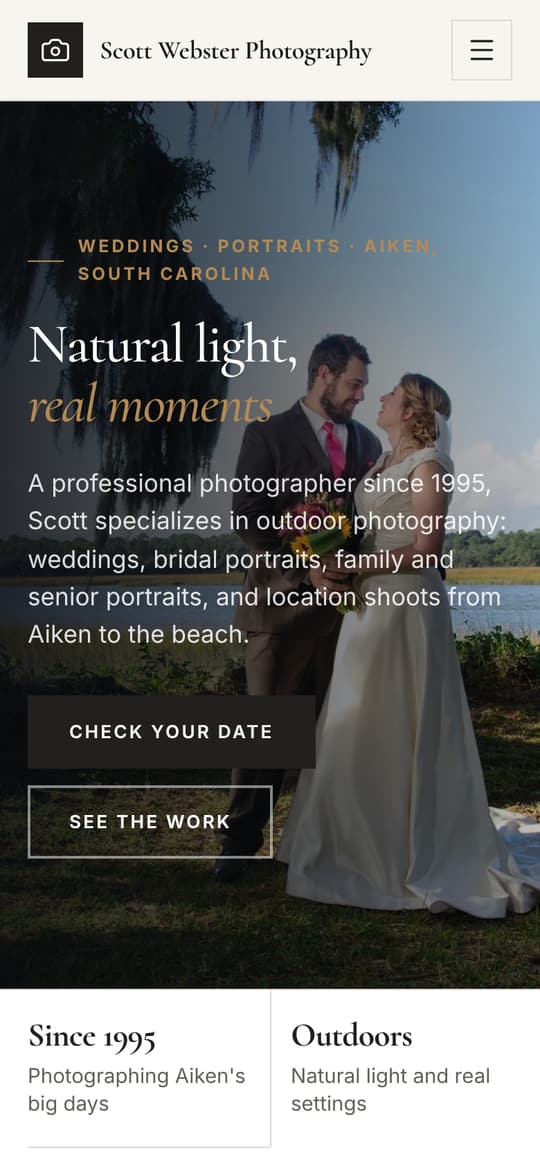 Scott Webster Photography
WEDDINGS · PORTRAITS · AIKEN,
SOUTH CAROLINA
Natural light,
real moments
A professional photographer since 1995,
Scott specializes in outdoor photography:
weddings, bridal portraits, family and
senior portraits, and location shoots from
Aiken to the beach.
CHECK YOUR DATE
SEE THE WORK
Since 1995
Photographing Aiken's
big days
Outdoors
Natural light and real
settings